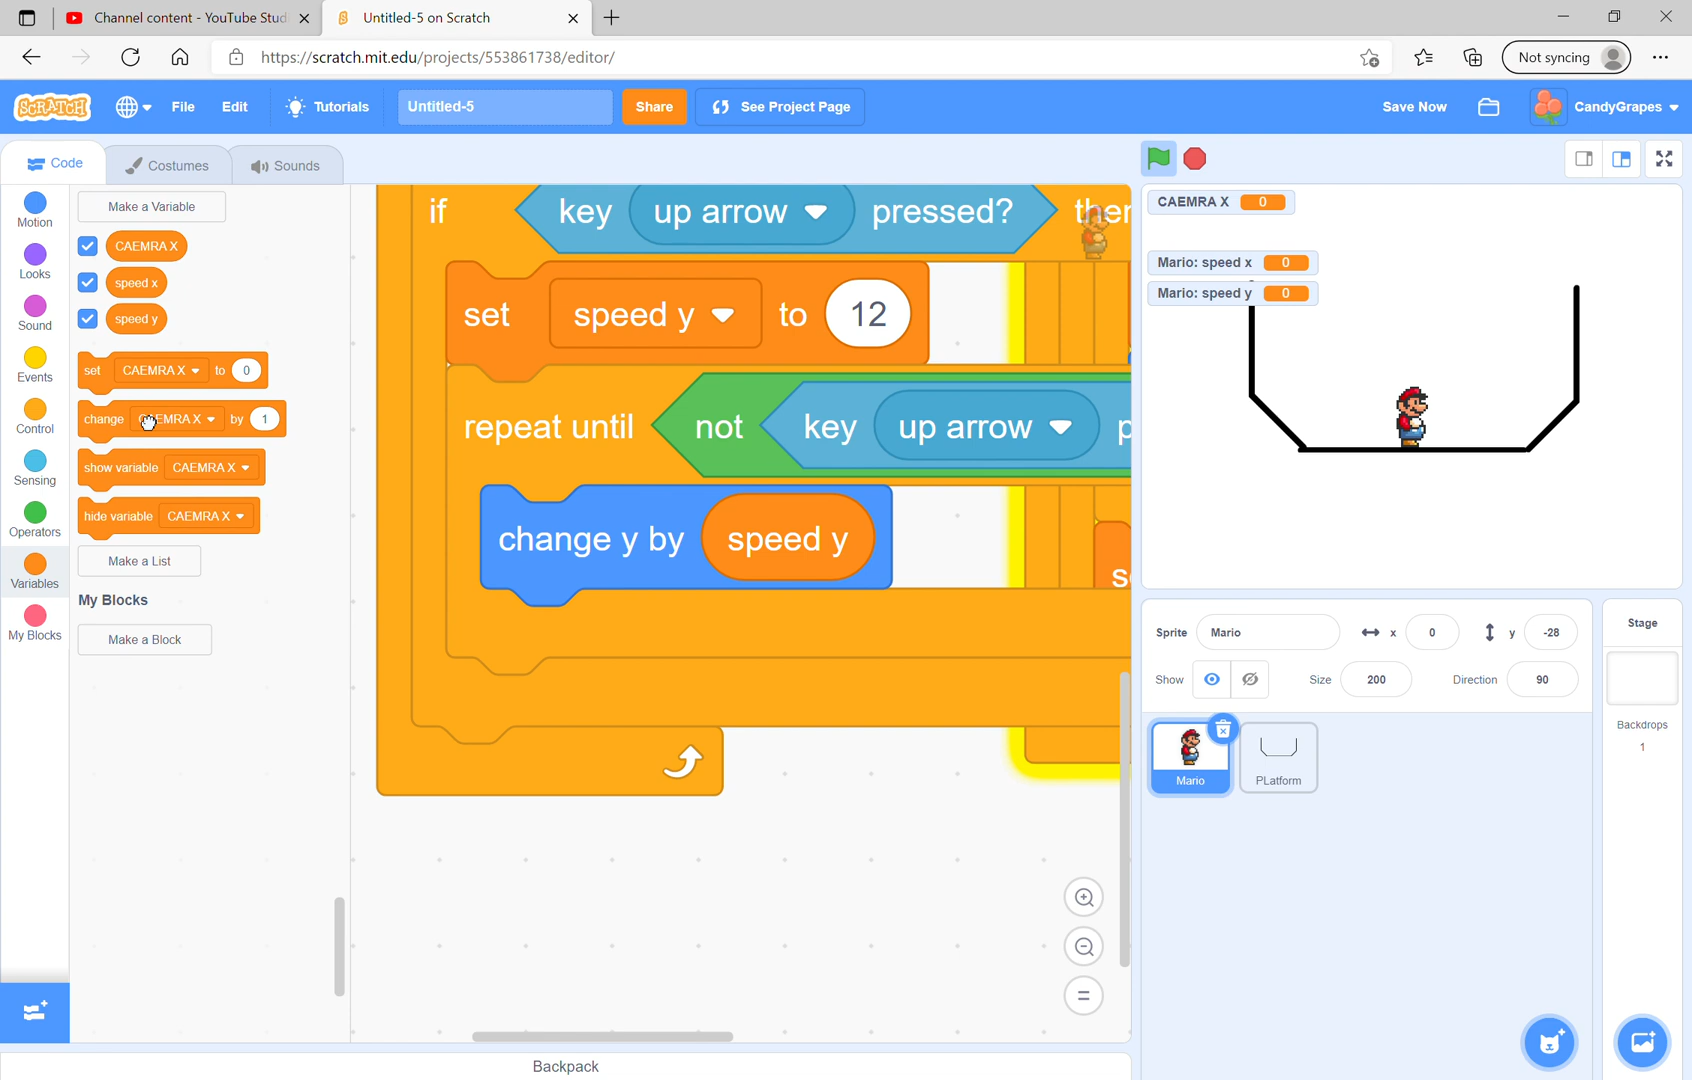 Channel content - YouTube Stud
Untitled-5 on Scratch
https://scratch.mit.edu/projects/553861738/editor/
Not syncing
SCRATCH
File
Edit
Tutorials
Untitled-5
Share
See Project Page
Save Now
CandyGrapes
Code
Costumes
Sounds
Motion
Looks
Sound
Events
Control
Sensing
Operators
Variables
My Blocks
Make a Variable
CAEMRA X
speed x
speed y
set CAEMRA X to 0
change CAEMRA X by 1
show variable CAEMRA X
hide variable CAEMRA X
Make a List
My Blocks
Make a Block
if key up arrow pressed? then
set speed y to 12
repeat until not key up arrow p
change y by speed y
s
Backpack
CAEMRA X 0
Mario: speed x 0
Mario: speed y 0
Sprite Mario x 0 y -28
Show Size 200 Direction 90
Mario
PLatform
Stage
Backdrops
1